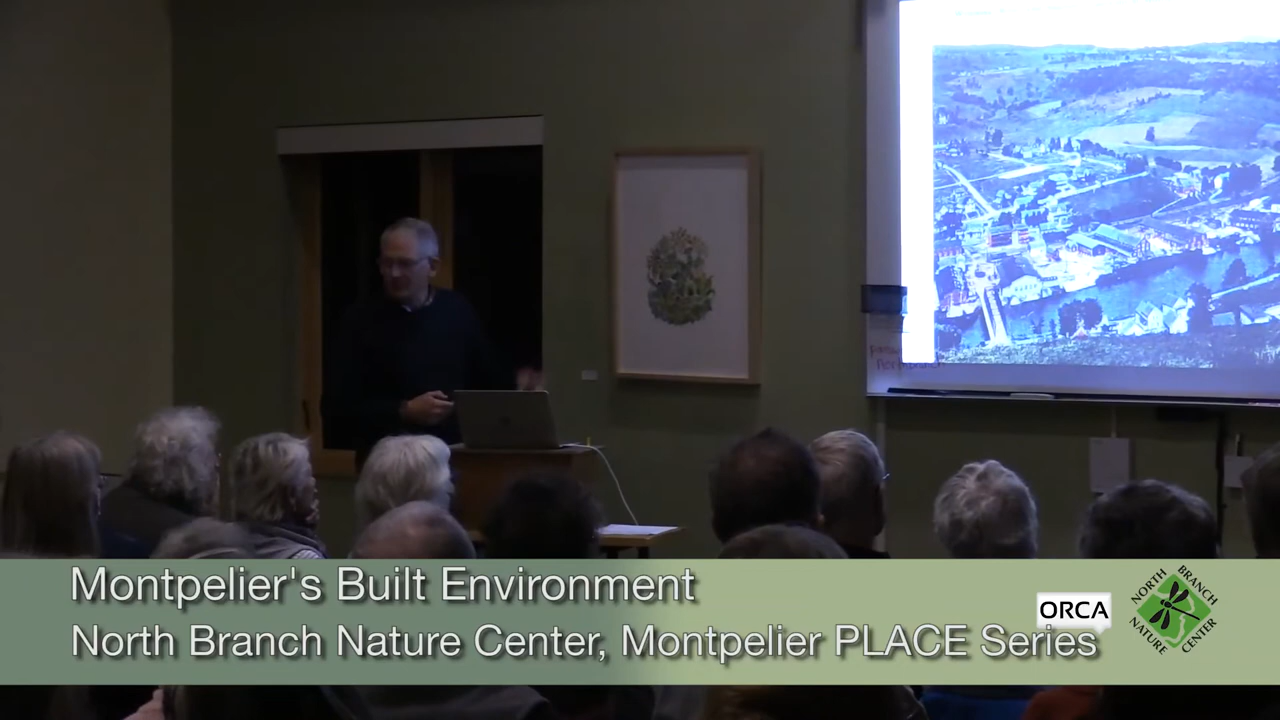 Montpelier's Built Environment
North Branch Nature Center, Montpelier PLACE Series
ORCA
NORTH BRANCH
NATURE CENTER